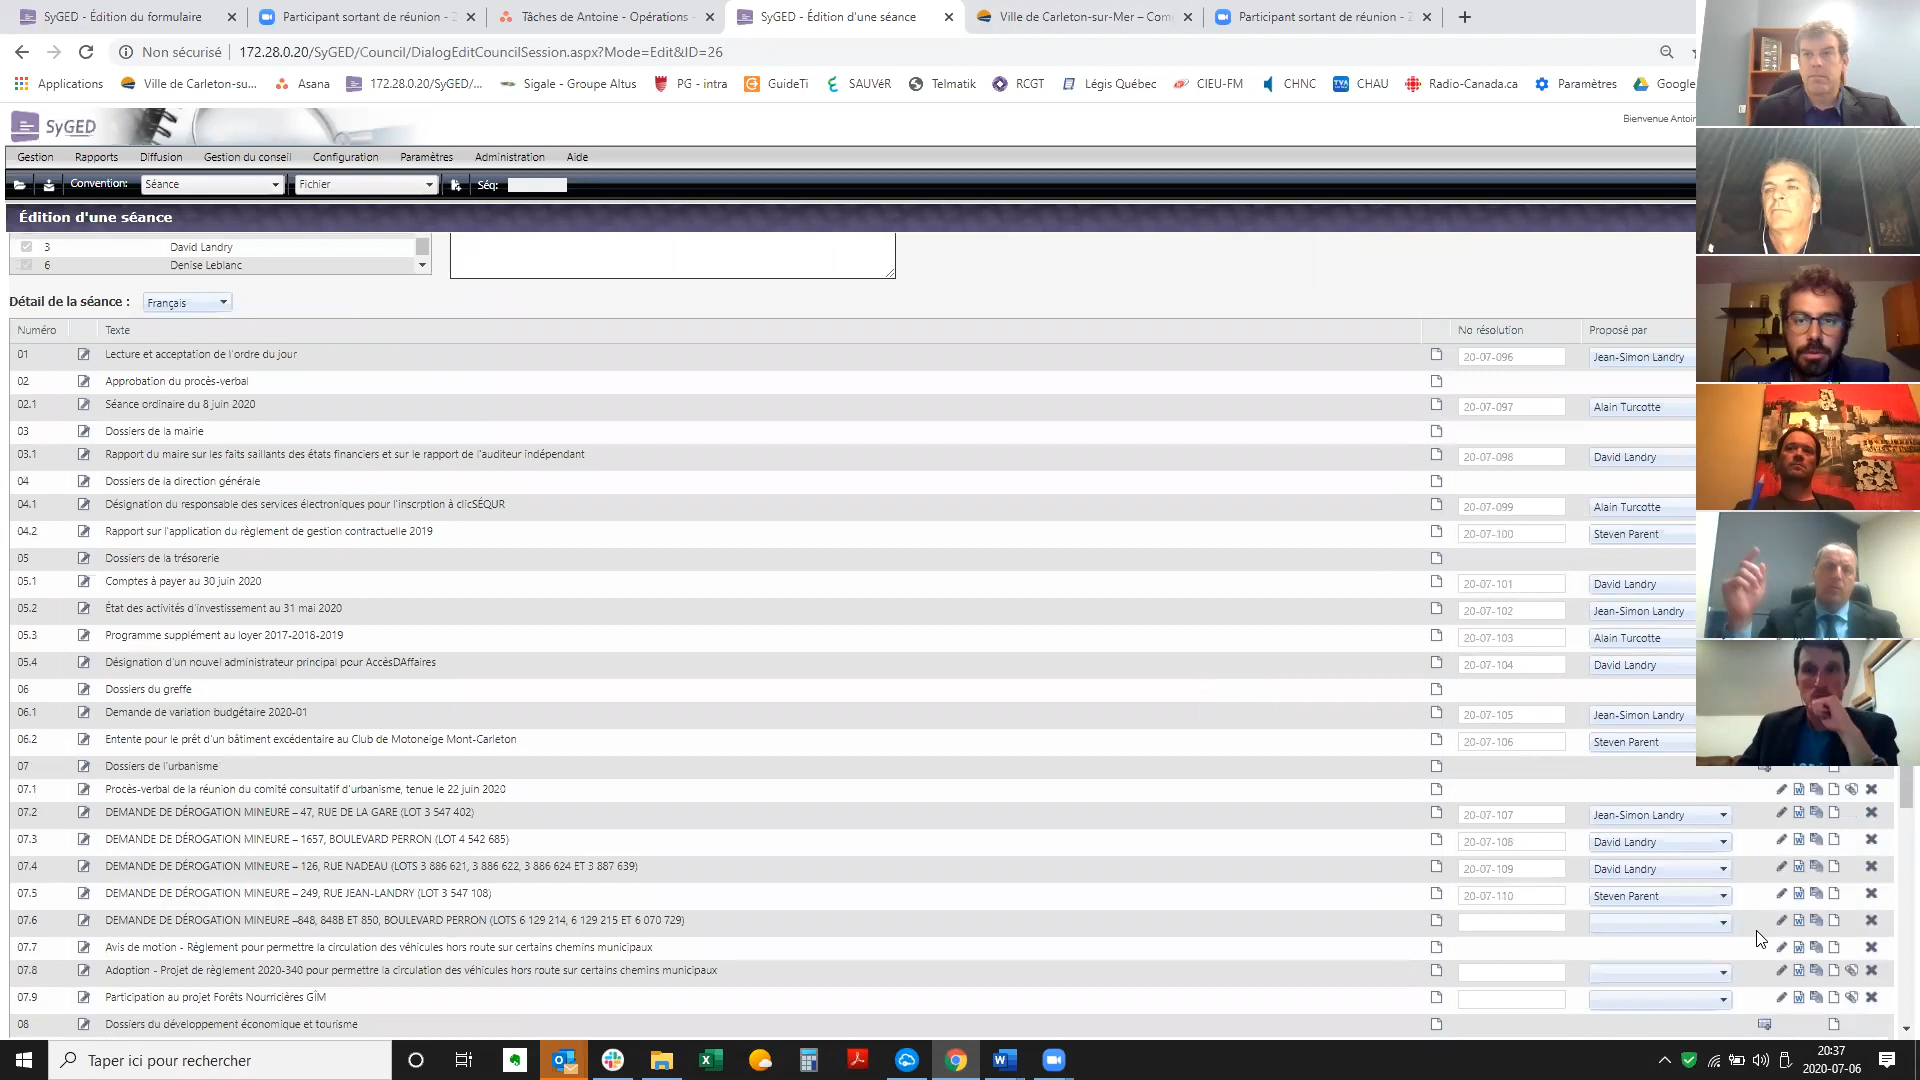 SyGED - Édition du formulaire
Participant sortant de réunion - Z
Tâches de Antoine - Opérations
SyGED - Édition d'une séance
Ville de Carleton-sur-Mer – Com
Participant sortant de réunion - Z
Non sécurisé
172.28.0.20/SyGED/Council/DialogEditCouncilSession.aspx?Mode=Edit&ID=26
Applications
Ville de Carleton-su...
Asana
172.28.0.20/SyGED/...
Sigale - Groupe Altus
PG - intra
GuideTi
SAUVéR
Telmatik
RCGT
Légis Québec
CIEU-FM
CHNC
CHAU
Radio-Canada.ca
Paramètres
Google
SyGED
Bienvenue Antoin
Gestion
Rapports
Diffusion
Gestion du conseil
Configuration
Paramètres
Administration
Aide
Convention:
Séance
Fichier
Séq:
Édition d'une séance
3 David Landry
6 Denise Leblanc
Détail de la séance :
Français
Numéro Texte No résolution Proposé par
01 Lecture et acceptation de l'ordre du jour 20-07-096 Jean-Simon Landry
02 Approbation du procès-verbal
02.1 Séance ordinaire du 8 juin 2020 20-07-097 Alain Turcotte
03 Dossiers de la mairie
03.1 Rapport du maire sur les faits saillants des états financiers et sur le rapport de l'auditeur indépendant 20-07-098 David Landry
04 Dossiers de la direction générale
04.1 Désignation du responsable des services électroniques pour l'inscrption à clicSÉQUR 20-07-099 Alain Turcotte
04.2 Rapport sur l'application du règlement de gestion contractuelle 2019 20-07-100 Steven Parent
05 Dossiers de la trésorerie
05.1 Comptes à payer au 30 juin 2020 20-07-101 David Landry
05.2 État des activités d'investissement au 31 mai 2020 20-07-102 Jean-Simon Landry
05.3 Programme supplément au loyer 2017-2018-2019 20-07-103 Alain Turcotte
05.4 Désignation d'un nouvel administrateur principal pour AccèsDAffaires 20-07-104 David Landry
06 Dossiers du greffe
06.1 Demande de variation budgétaire 2020-01 20-07-105 Jean-Simon Landry
06.2 Entente pour le prêt d'un bâtiment excédentaire au Club de Motoneige Mont-Carleton 20-07-106 Steven Parent
07 Dossiers de l'urbanisme
07.1 Procès-verbal de la réunion du comité consultatif d'urbanisme, tenue le 22 juin 2020
07.2 DEMANDE DE DÉROGATION MINEURE – 47, RUE DE LA GARE (LOT 3 547 402) 20-07-107 Jean-Simon Landry
07.3 DEMANDE DE DÉROGATION MINEURE – 1657, BOULEVARD PERRON (LOT 4 542 685) 20-07-108 David Landry
07.4 DEMANDE DE DÉROGATION MINEURE – 126, RUE NADEAU (LOTS 3 886 621, 3 886 622, 3 886 624 ET 3 887 639) 20-07-109 David Landry
07.5 DEMANDE DE DÉROGATION MINEURE – 249, RUE JEAN-LANDRY (LOT 3 547 108) 20-07-110 Steven Parent
07.6 DEMANDE DE DÉROGATION MINEURE –848, 848B ET 850, BOULEVARD PERRON (LOTS 6 129 214, 6 129 215 ET 6 070 729)
07.7 Avis de motion - Règlement pour permettre la circulation des véhicules hors route sur certains chemins municipaux
07.8 Adoption - Projet de règlement 2020-340 pour permettre la circulation des véhicules hors route sur certains chemins municipaux
07.9 Participation au projet Forêts Nourricières GÎM
08 Dossiers du développement économique et tourisme
Taper ici pour rechercher
20:37
2020-07-06